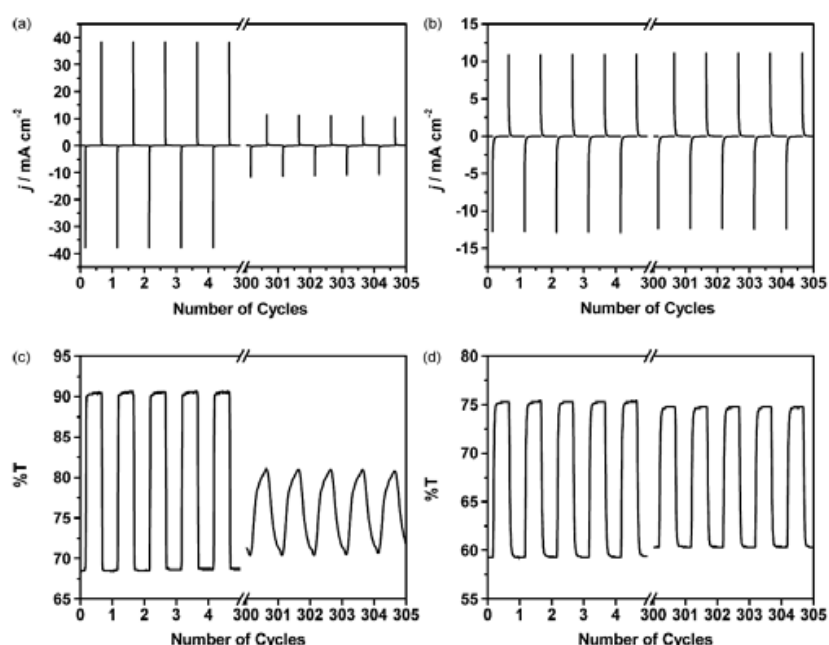 (a)
40
30
20
10
0
-10
-20
-30
-40
j / mA cm⁻²
0 1 2 3 4 5 300 301 302 303 304 305
Number of Cycles
(b)
15
10
5
0
-5
-10
-15
j / mA cm⁻²
0 1 2 3 4 300 301 302 303 304 305
Number of Cycles
(c)
95
90
85
80
75
70
65
%T
0 1 2 3 4 300 301 302 303 304 305
Number of Cycles
(d)
80
75
70
65
60
55
%T
0 1 2 3 4 300 301 302 303 304 305
Number of Cycles